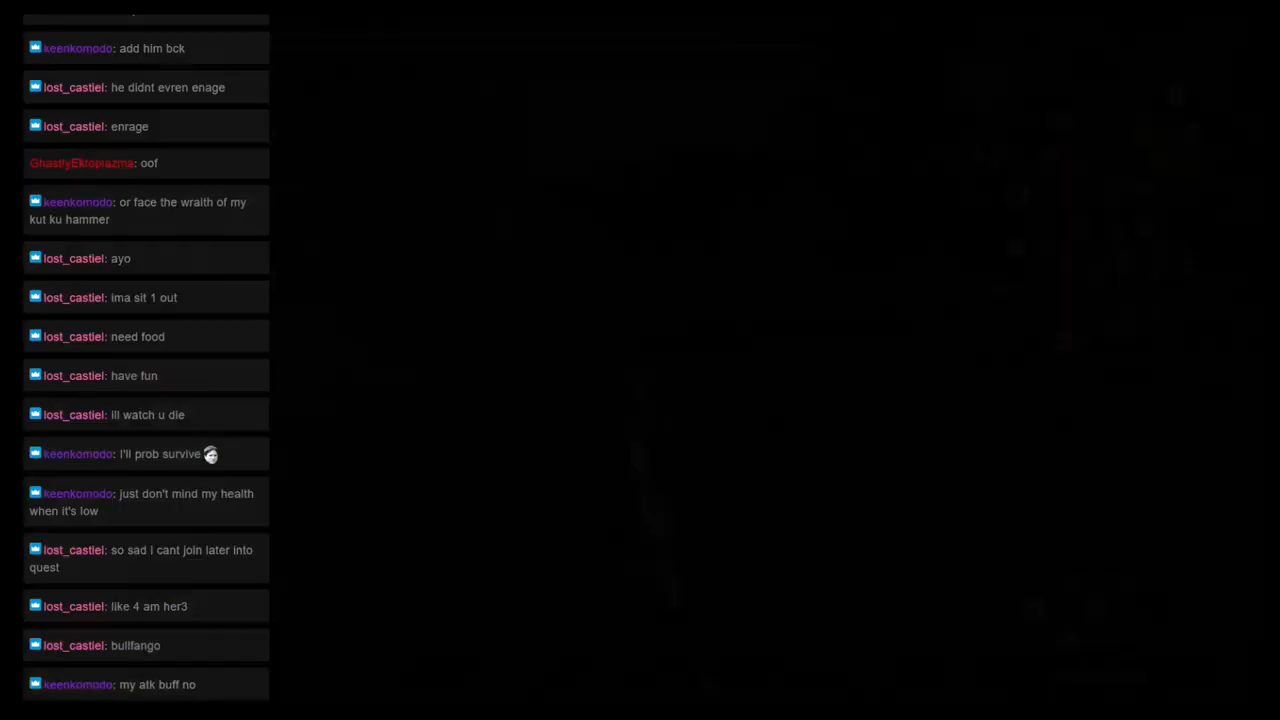 keenkomodo: add him bck
lost_castiel: he didnt evren enage
lost_castiel: enrage
GhastlyEktoplazma: oof
keenkomodo: or face the wraith of my
kut ku hammer
lost_castiel: ayo
lost_castiel: ima sit 1 out
lost_castiel: need food
lost_castiel: have fun
lost_castiel: ill watch u die
keenkomodo: I'll prob survive
keenkomodo: just don't mind my health
when it's low
lost_castiel: so sad I cant join later into
quest
lost_castiel: like 4 am her3
lost_castiel: bullfango
keenkomodo: my atk buff no